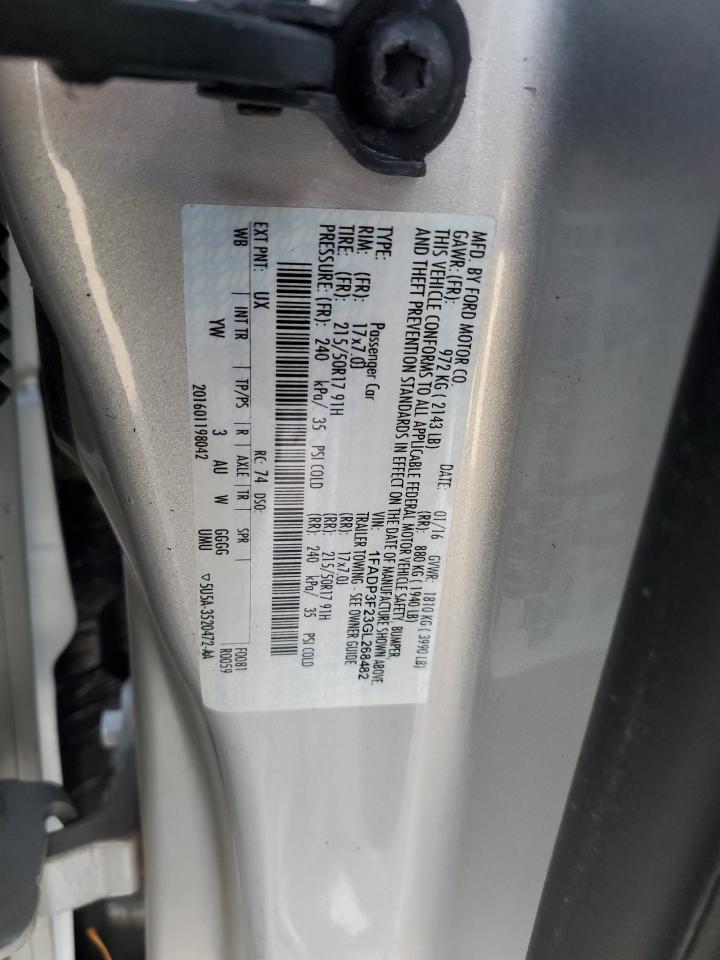 MFD. BY FORD MOTOR CO.
DATE: 01/16 GVWR: 1810 KG ( 3990 LB)
GAWR: (FR): 972 KG ( 2143 LB) (RR): 880 KG ( 1940 LB)
THIS VEHICLE CONFORMS TO ALL APPLICABLE FEDERAL MOTOR VEHICLE SAFETY, BUMPER
AND THEFT PREVENTION STANDARDS IN EFFECT ON THE DATE OF MANUFACTURE SHOWN ABOVE.
VIN: 1FADP3F23GL268482
TYPE: Passenger Car TRAILER TOWING - SEE OWNER GUIDE
RIM: (FR): 17x7.0J (RR): 17x7.0J
TIRE: (FR): 215/50R17 91H (RR): 215/50R17 91H
PRESSURE: (FR): 240 kPa/ 35 PSI COLD (RR): 240 kPa/ 35 PSI COLD
EXT PNT: UX RC: 74 DSO: F0081
WB INT TR TP/PS R AXLE TR SPR R0059
YW 3 AU W GGGG UMU
201601198042 5U5A-3520472-AA